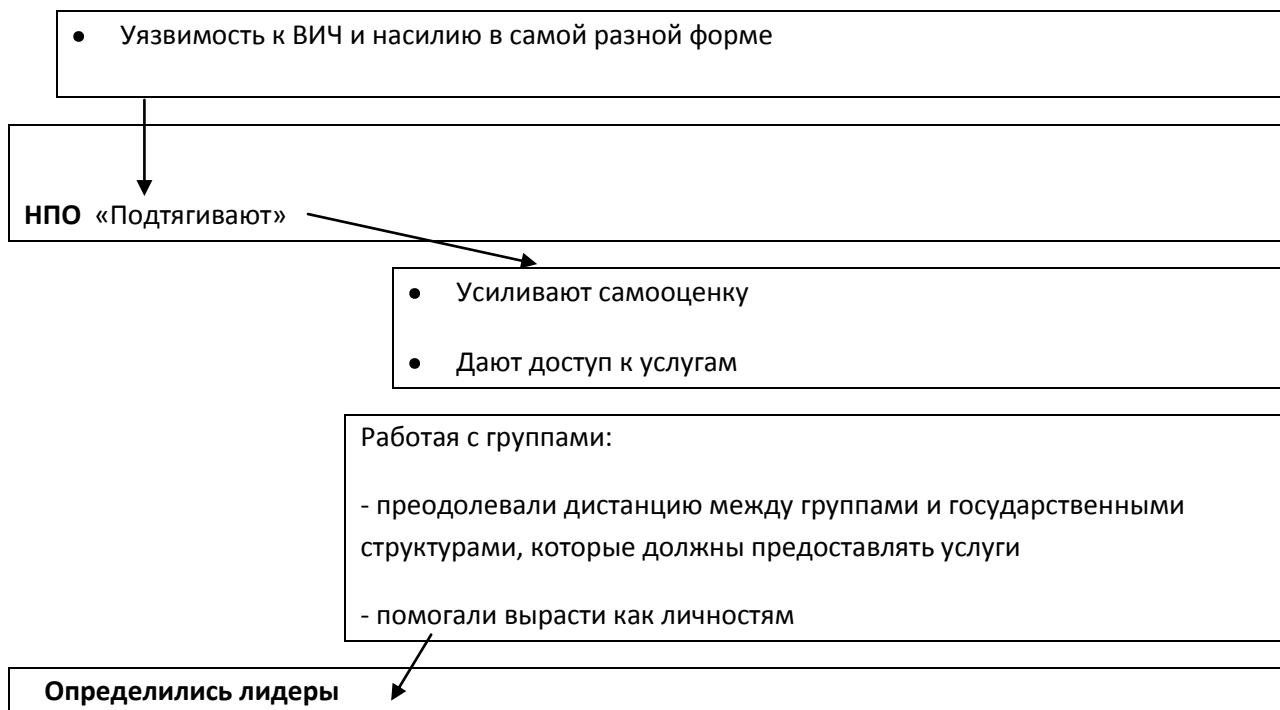 • Уязвимость к ВИЧ и насилию в самой разной форме
НПО «Подтягивают»
• Усиливают самооценку
• Дают доступ к услугам
Работая с группами:
- преодолевали дистанцию между группами и государственными
структурами, которые должны предоставлять услуги
- помогали вырасти как личностям
Определились лидеры